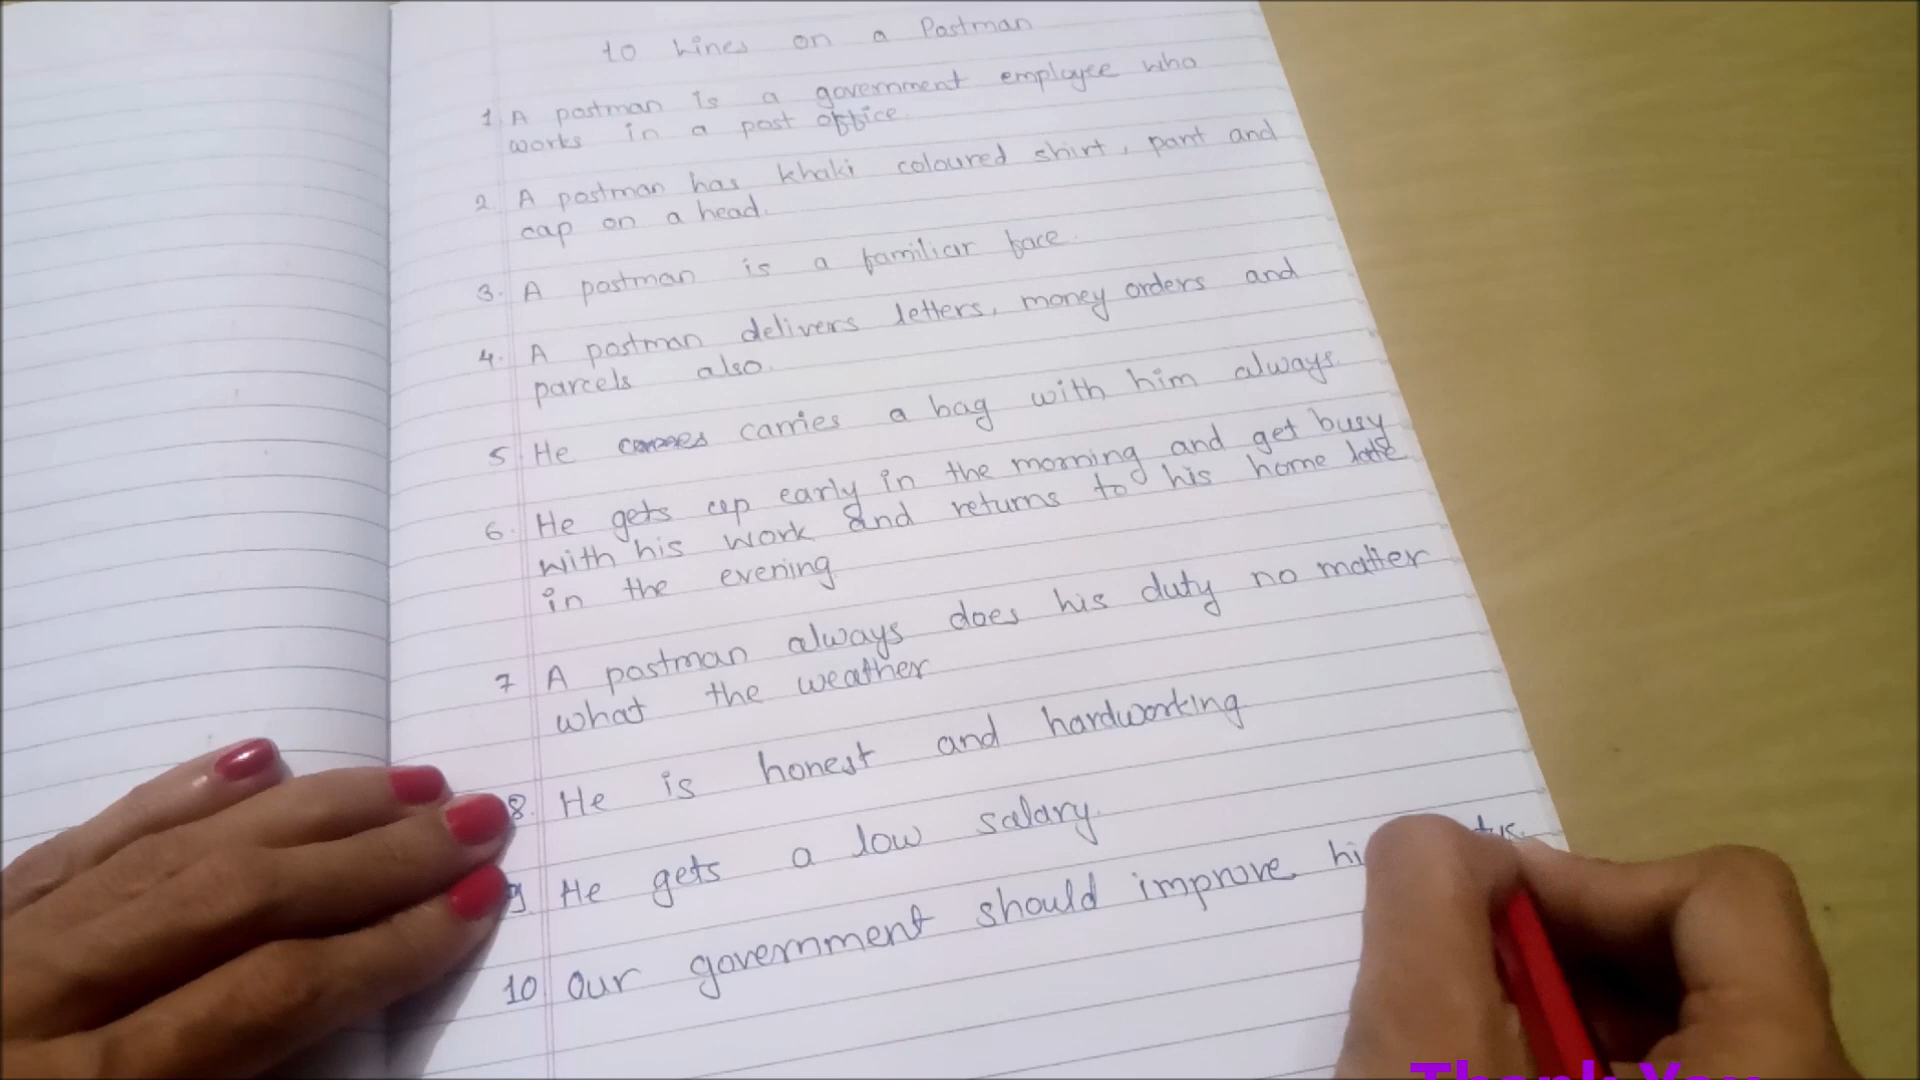 10 Lines on a Postman
1 A postman is a government employee who
works in a post office.
2 A postman has khaki coloured shirt, pant and
cap on a head.
3. A postman is a familiar face.
4. A postman delivers letters, money orders and
parcels also.
5 He carries a bag with him always.
6. He gets up early in the morning and get busy
with his work and returns to his home late
in the evening
7 A postman always does his duty no matter
what the weather
8. He is honest and hardworking
9 He gets a low salary.
10 Our government should improve
Thank You